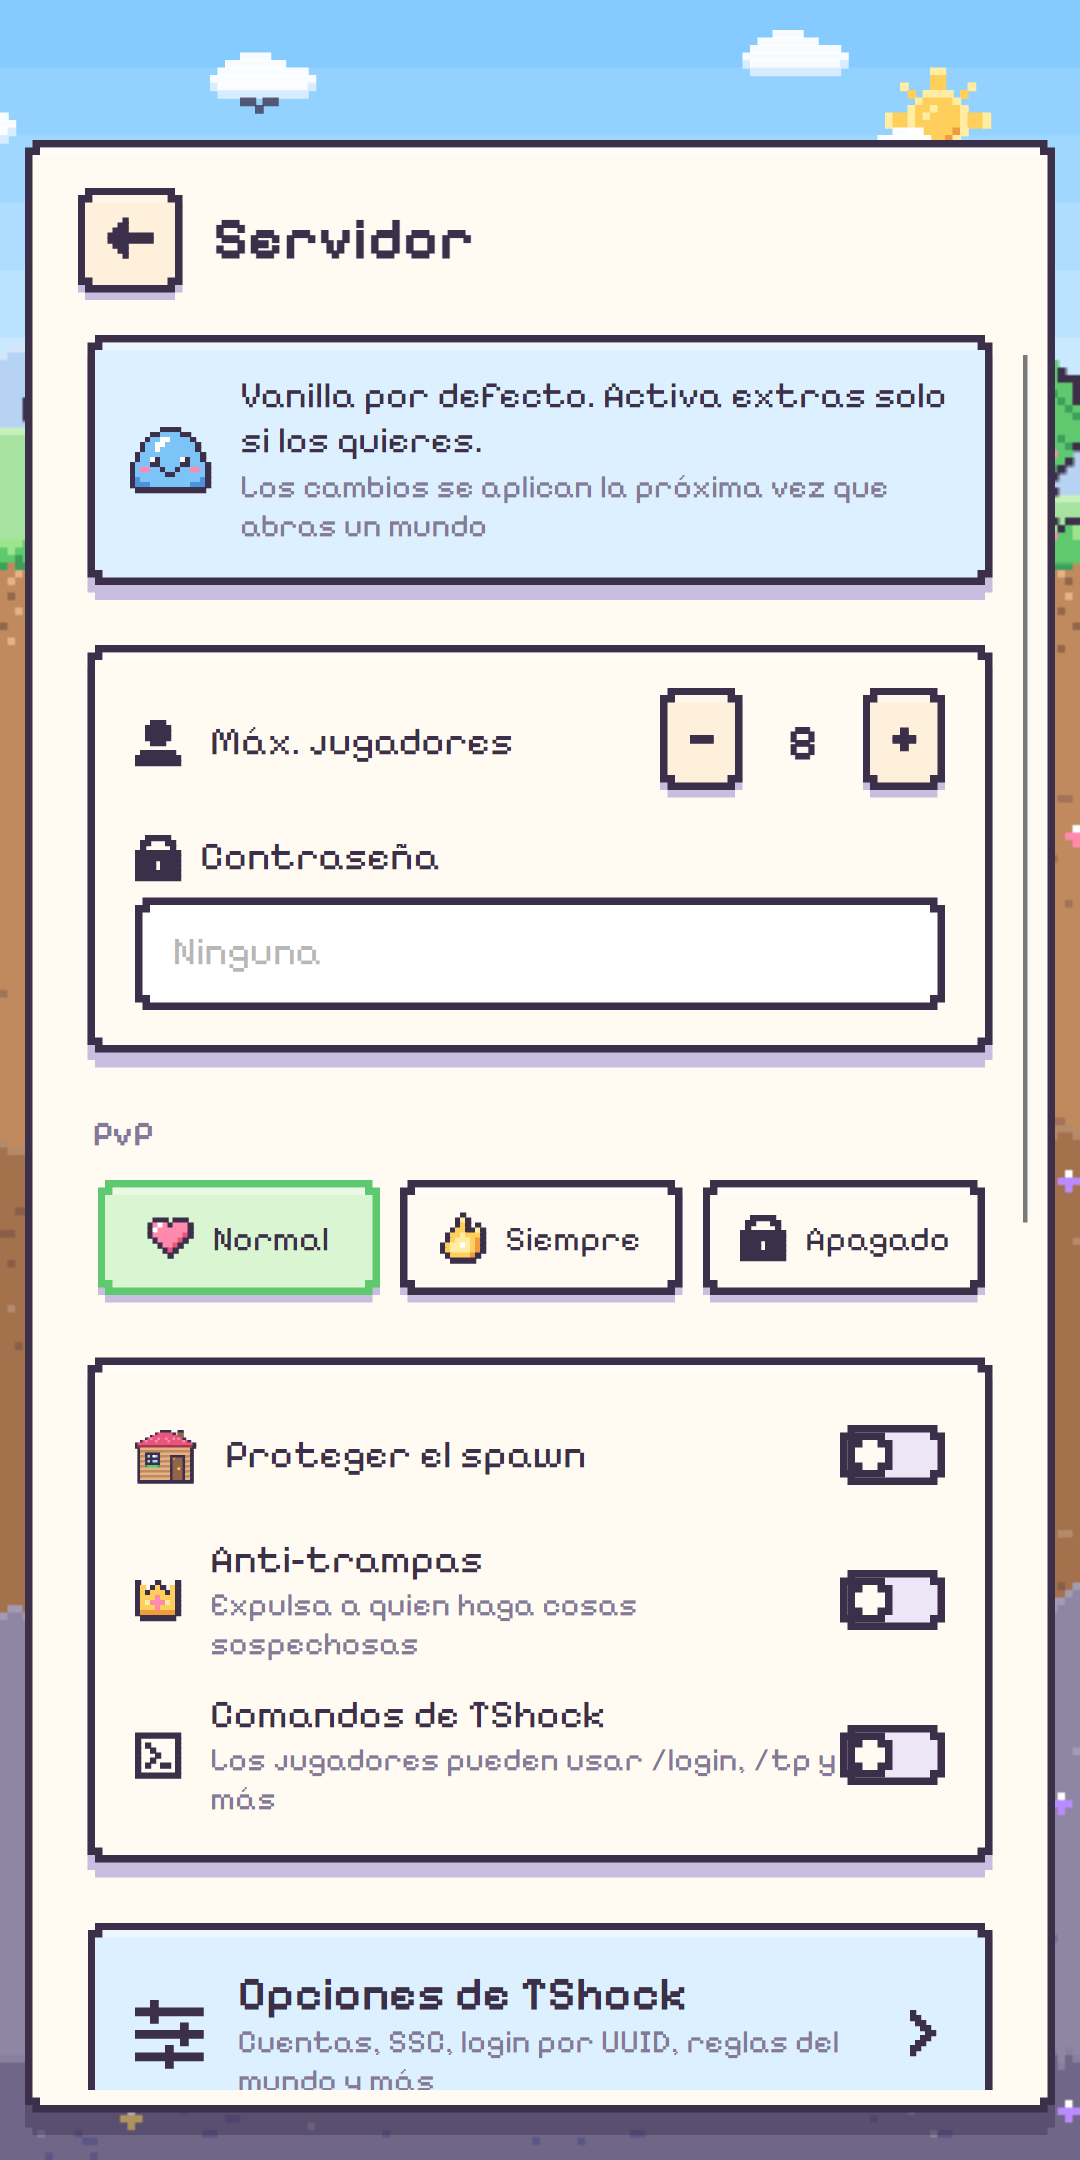 Servidor
Vanilla por defecto. Activa extras solo
si los quieres.
Los cambios se aplican la próxima vez que
abras un mundo
Máx. jugadores
- 8 +
Contraseña
Ninguna
PvP
Normal
Siempre
Apagado
Proteger el spawn
Anti-trampas
Expulsa a quien haga cosas
sospechosas
Comandos de TShock
Los jugadores pueden usar /login, /tp y
más
Opciones de TShock
Cuentas, SSC, login por UUID, reglas del
mundo y más